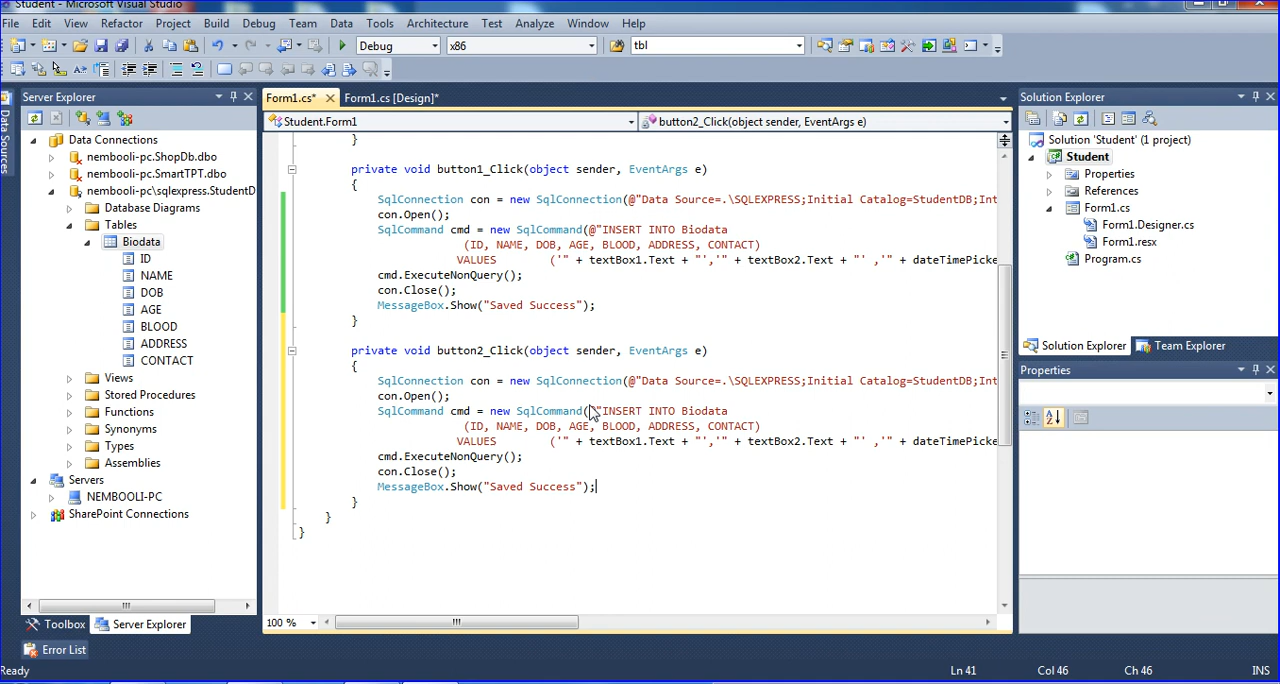 Student - Microsoft Visual Studio
File Edit View Refactor Project Build Debug Team Data Tools Architecture Test Analyze Window Help
Debug x86 tbl
Data Sources
Server Explorer
Data Connections
nembooli-pc.ShopDb.dbo
nembooli-pc.SmartTPT.dbo
nembooli-pc\sqlexpress.StudentD
Database Diagrams
Tables
Biodata
ID
NAME
DOB
AGE
BLOOD
ADDRESS
CONTACT
Views
Stored Procedures
Functions
Synonyms
Types
Assemblies
Servers
NEMBOOLI-PC
SharePoint Connections
Toolbox Server Explorer
Form1.cs* Form1.cs [Design]*
Student.Form1 button2_Click(object sender, EventArgs e)
}
private void button1_Click(object sender, EventArgs e)
{
SqlConnection con = new SqlConnection(@"Data Source=.\SQLEXPRESS;Initial Catalog=StudentDB;Int
con.Open();
SqlCommand cmd = new SqlCommand(@"INSERT INTO Biodata
(ID, NAME, DOB, AGE, BLOOD, ADDRESS, CONTACT)
VALUES ('" + textBox1.Text + "','" + textBox2.Text + "' ,'" + dateTimePicke
cmd.ExecuteNonQuery();
con.Close();
MessageBox.Show("Saved Success");
}
private void button2_Click(object sender, EventArgs e)
{
SqlConnection con = new SqlConnection(@"Data Source=.\SQLEXPRESS;Initial Catalog=StudentDB;Int
con.Open();
SqlCommand cmd = new SqlCommand(@"INSERT INTO Biodata
(ID, NAME, DOB, AGE, BLOOD, ADDRESS, CONTACT)
VALUES ('" + textBox1.Text + "','" + textBox2.Text + "' ,'" + dateTimePicke
cmd.ExecuteNonQuery();
con.Close();
MessageBox.Show("Saved Success");
}
}
}
100 %
Solution Explorer
Solution 'Student' (1 project)
Student
Properties
References
Form1.cs
Form1.Designer.cs
Form1.resx
Program.cs
Solution Explorer Team Explorer
Properties
Error List
Ready Ln 41 Col 46 Ch 46 INS